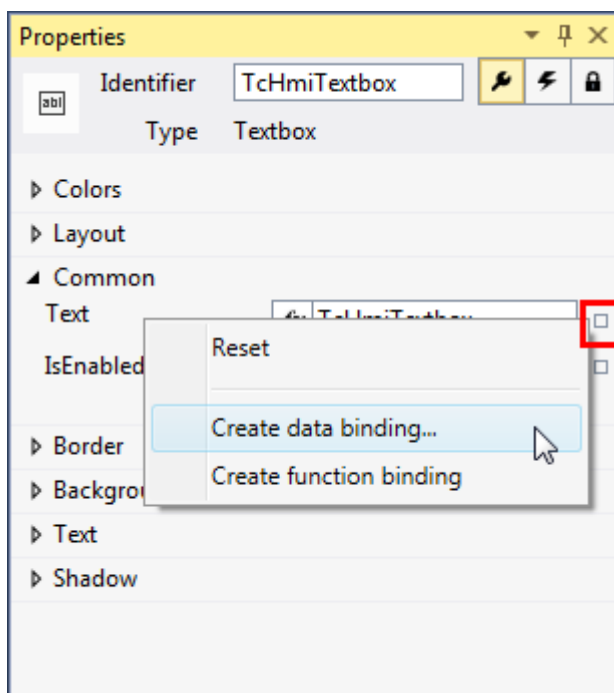 Properties
Identifier TcHmiTextbox
abl
Type Textbox
Colors
Layout
Common
Text
Reset
IsEnabled
Create data binding...
Border
Create function binding
Text
Shadow